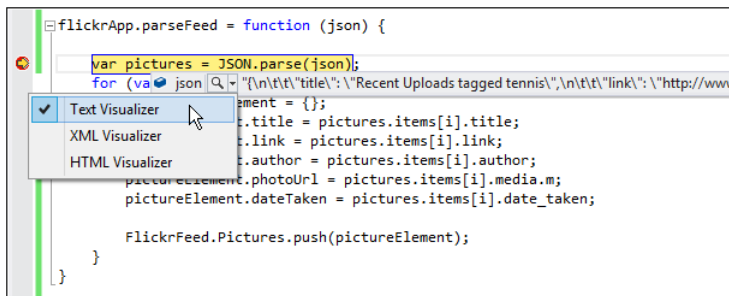 flickrApp.parseFeed = function (json) {
var pictures = JSON.parse(json);
for (va json "{\n\t\t\"title\": \"Recent Uploads tagged tennis\",\n\t\t\"link\": \"http://www
Text Visualizer ement = {};
.title = pictures.items[i].title;
XML Visualizer .link = pictures.items[i].link;
HTML Visualizer .author = pictures.items[i].author;
pictureElement.photoUrl = pictures.items[i].media.m;
pictureElement.dateTaken = pictures.items[i].date_taken;
FlickrFeed.Pictures.push(pictureElement);
}
}